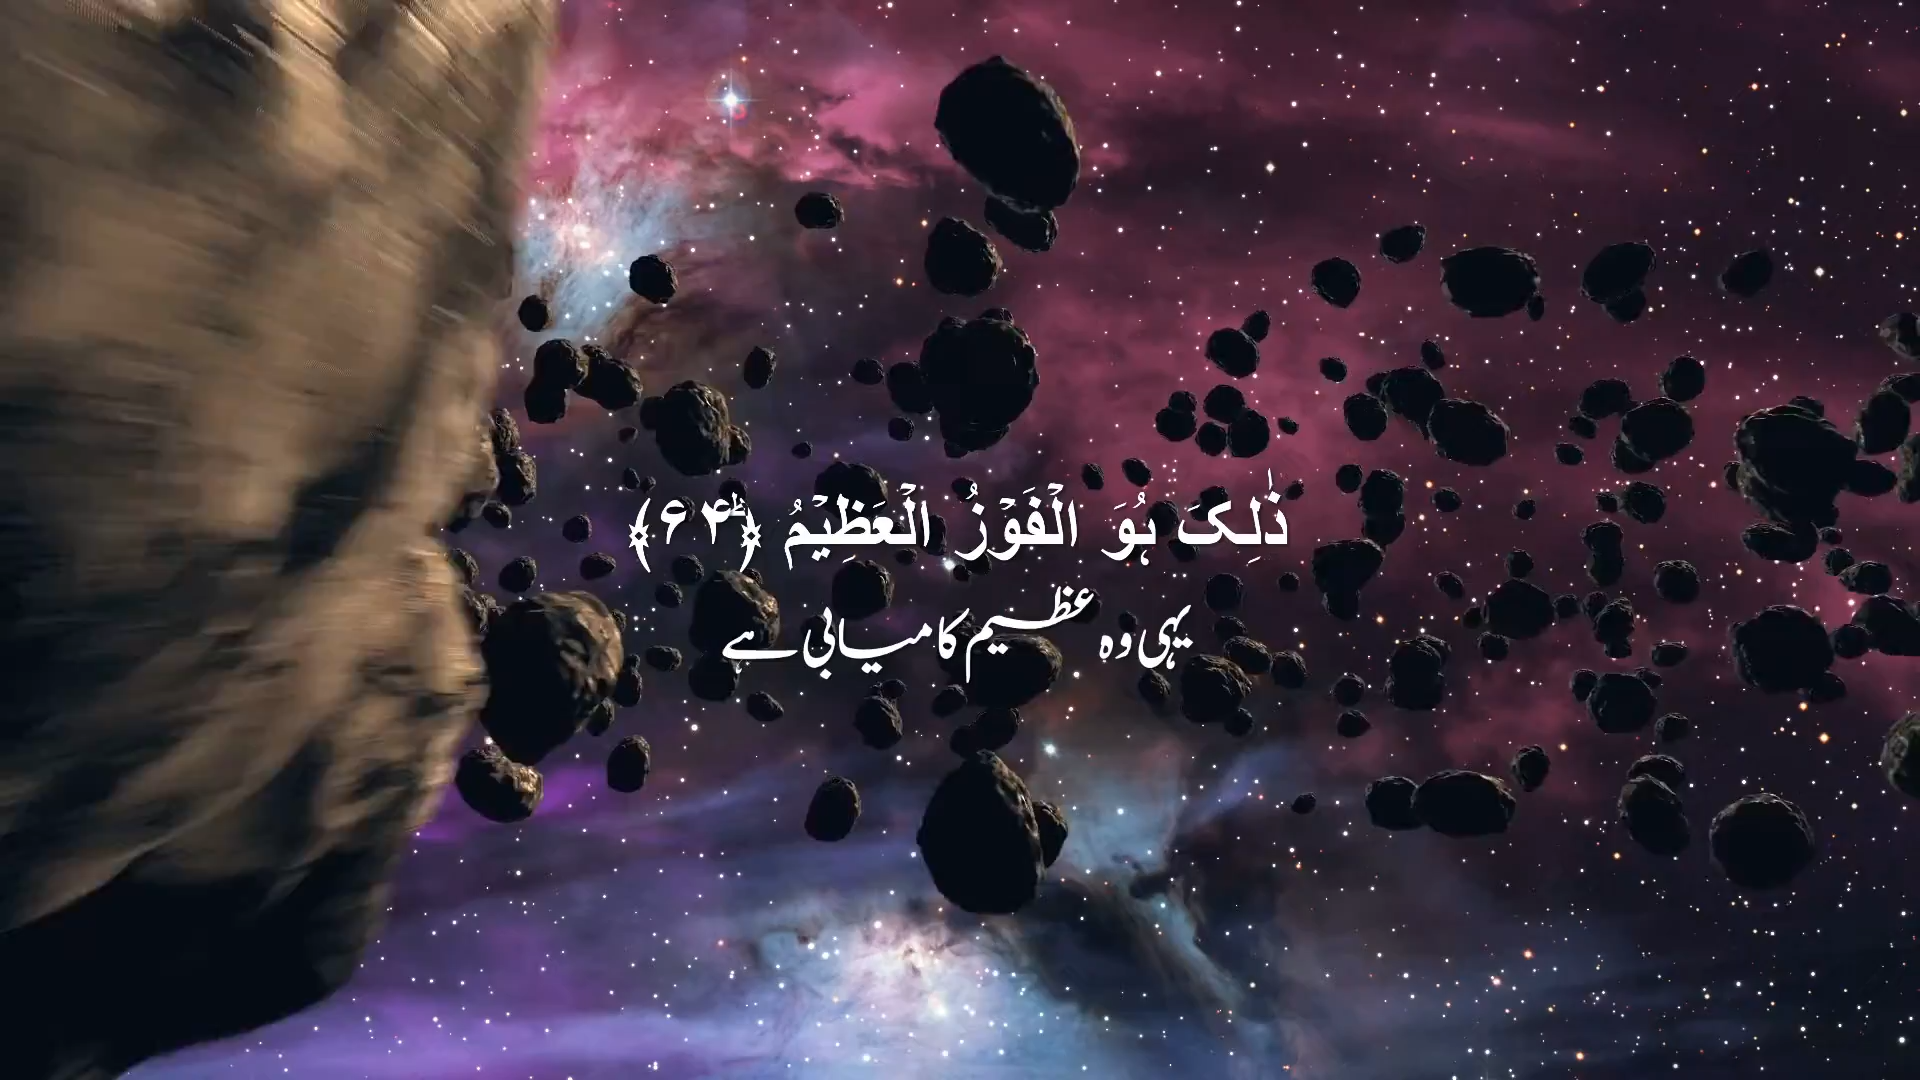 ذٰلِکَ ہُوَ الۡفَوۡزُ الۡعَظِیۡمُ ﴿ؕ۶۴﴾
یہی وہ عظیم کامیابی ہے